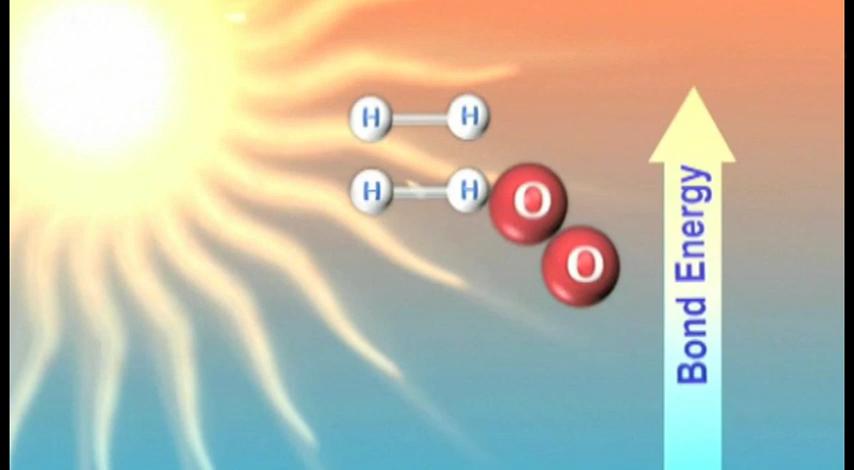 H H
H H O
O
Bond Energy